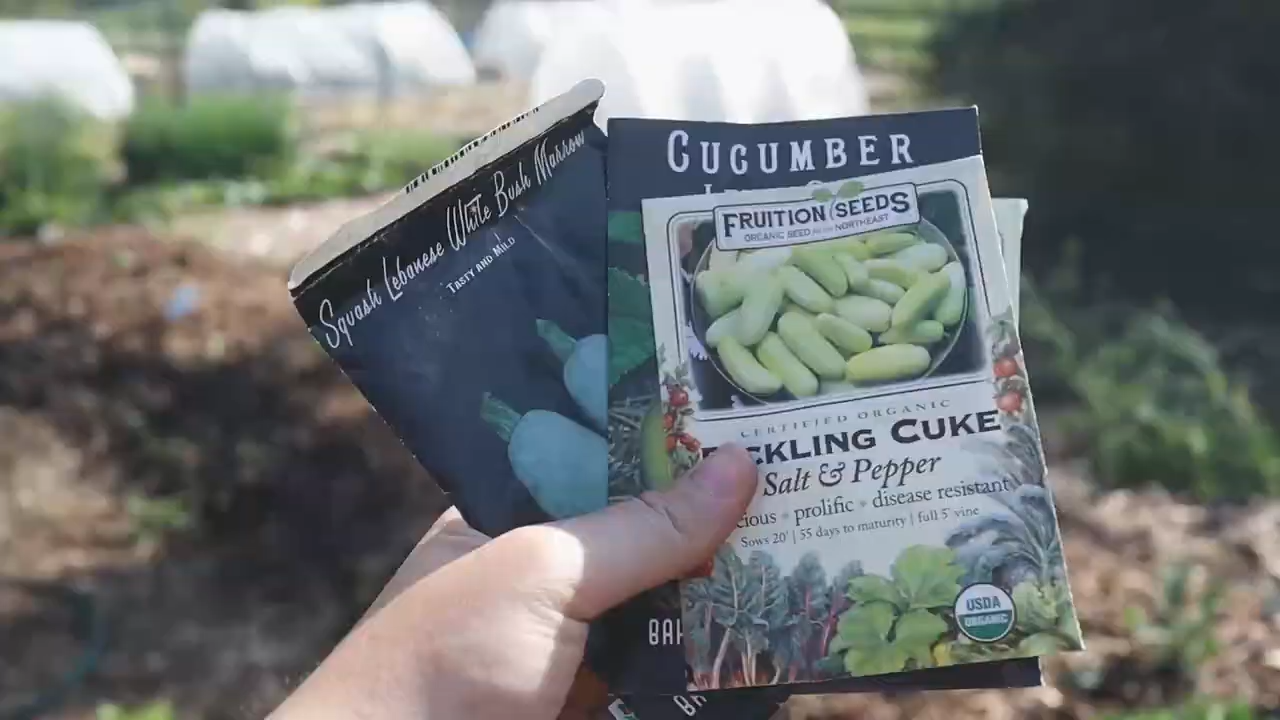 Squash Lebanese White Bush Marrow
TASTY AND MILD
CUCUMBER
FRUITION SEEDS
ORGANIC SEED for the NORTHEAST
CERTIFIED ORGANIC
CKLING CUKE
Salt & Pepper
cious • prolific • disease resistant
Sows 20' | 55 days to maturity | full 5' vine
USDA
ORGANIC
BA